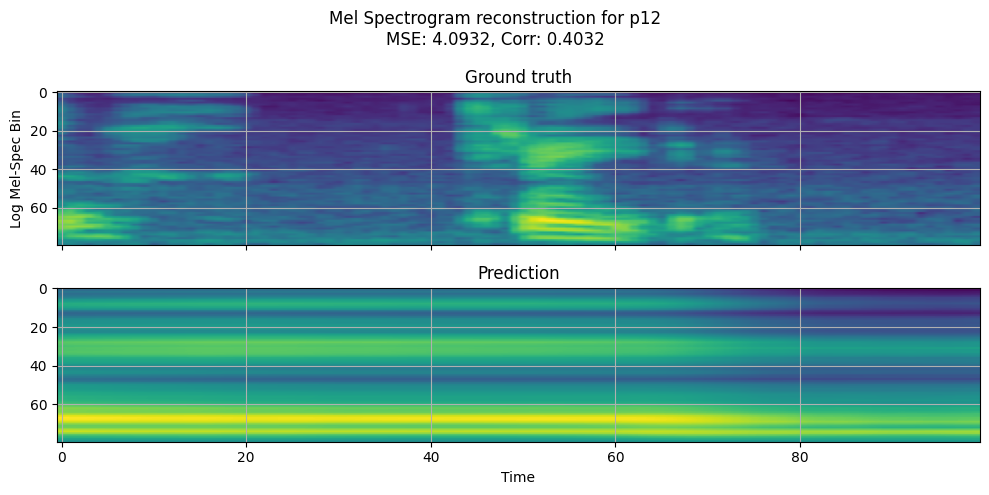 Mel Spectrogram reconstruction for p12
MSE: 4.0932, Corr: 0.4032
Ground truth
Log Mel-Spec Bin
0
20
40
60
Prediction
0
20
40
60
0 20 40 60 80
Time